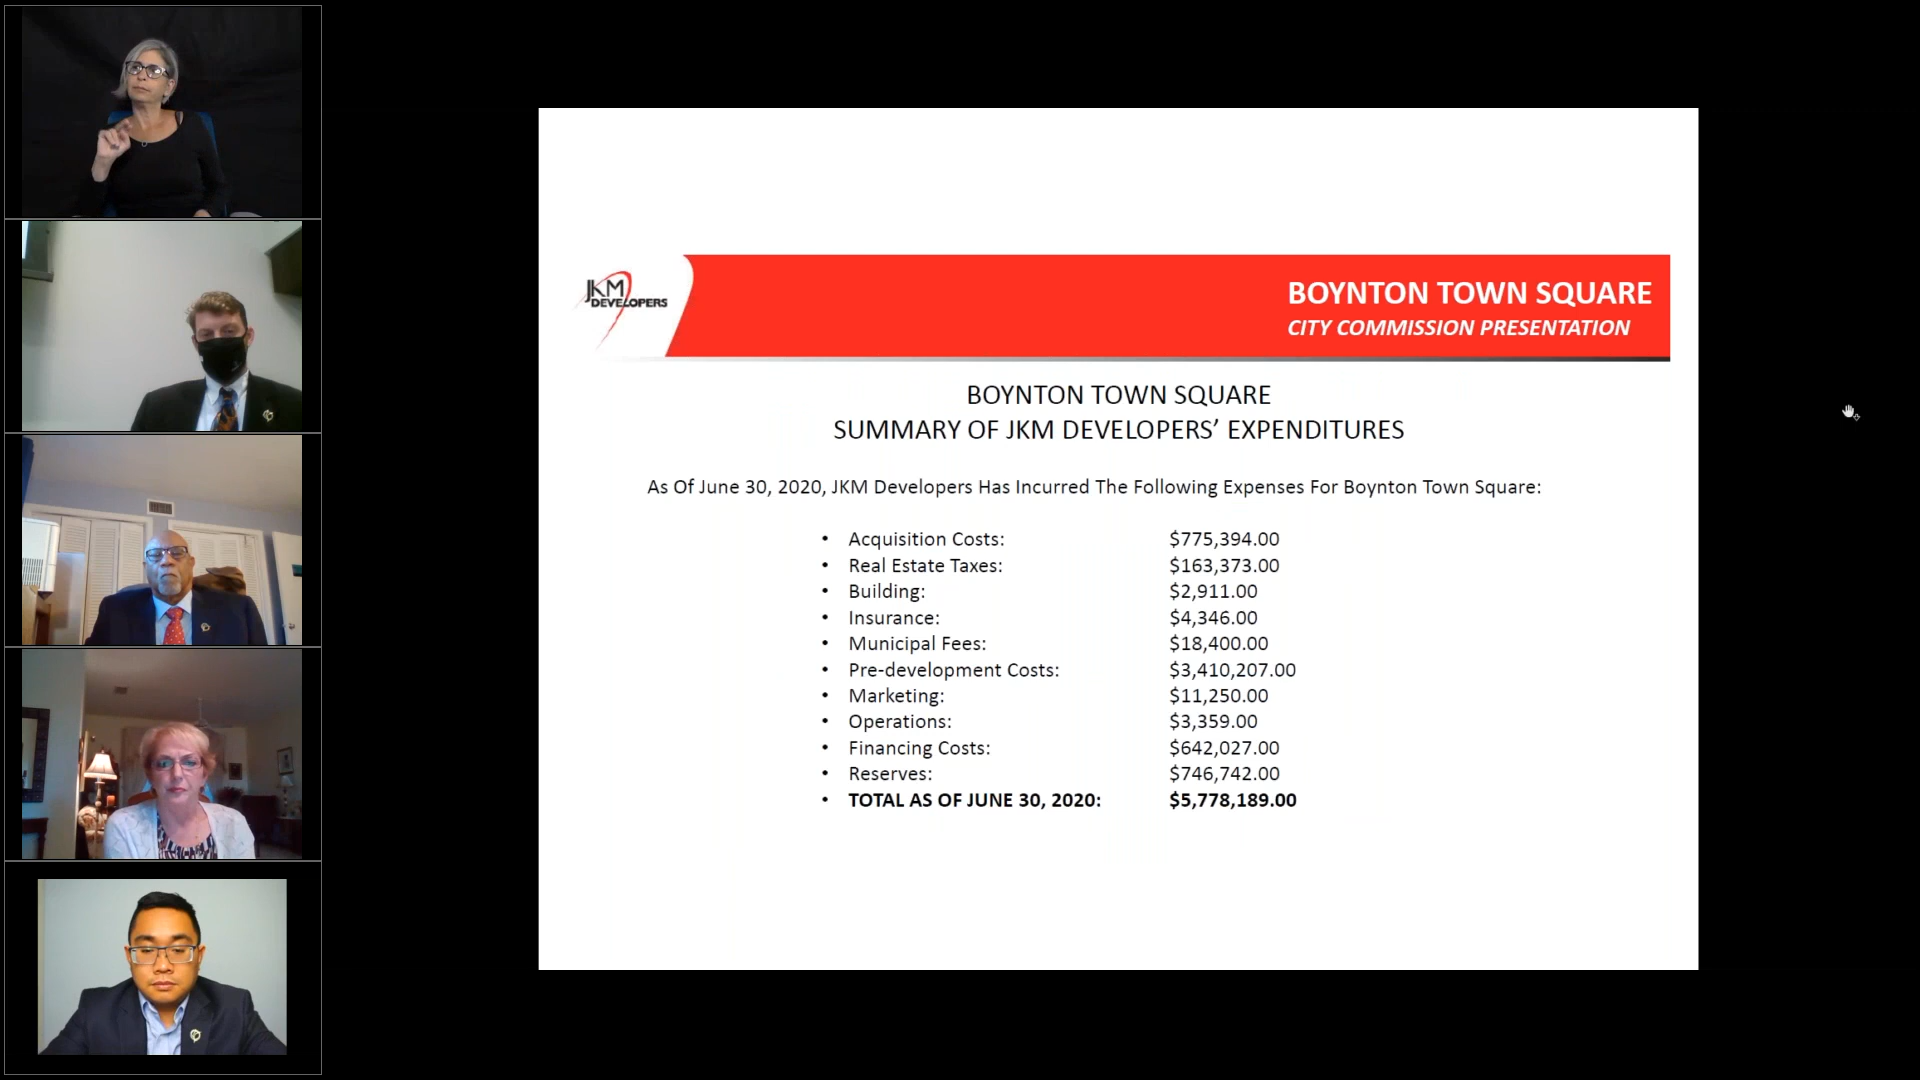 JKM
DEVELOPERS
BOYNTON TOWN SQUARE
CITY COMMISSION PRESENTATION
BOYNTON TOWN SQUARE
SUMMARY OF JKM DEVELOPERS’ EXPENDITURES
As Of June 30, 2020, JKM Developers Has Incurred The Following Expenses For Boynton Town Square:
• Acquisition Costs: $775,394.00
• Real Estate Taxes: $163,373.00
• Building: $2,911.00
• Insurance: $4,346.00
• Municipal Fees: $18,400.00
• Pre-development Costs: $3,410,207.00
• Marketing: $11,250.00
• Operations: $3,359.00
• Financing Costs: $642,027.00
• Reserves: $746,742.00
• TOTAL AS OF JUNE 30, 2020: $5,778,189.00